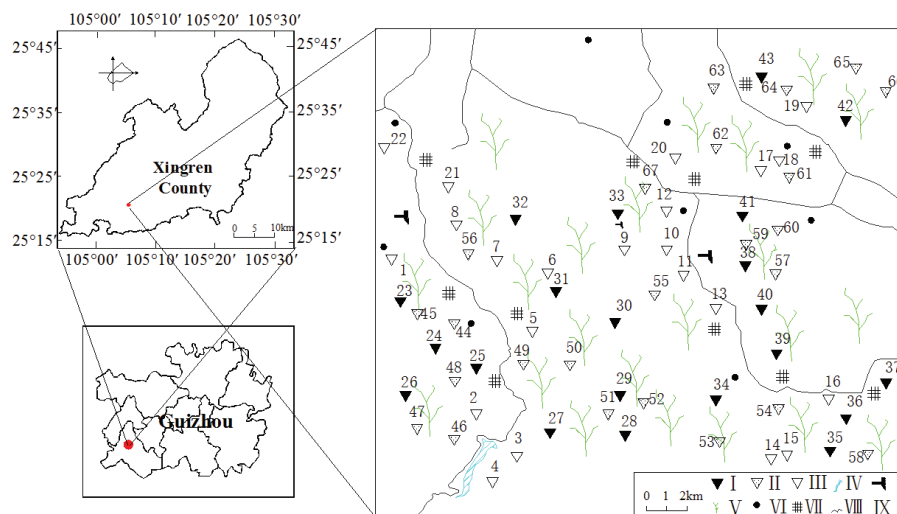 105°00′ 105°10′ 105°20′ 105°30′
25°45′ 25°45′
25°35′ 25°35′
25°25′ 25°25′
25°15′ 25°15′
Xingren
County
0 5 10km
105°00′ 105°10′ 105°20′ 105°30′
Guizhou
43 65
63 64 66
19 42
22 62
20 17 18
21 67 61
32 33 12 41
8 60
56 7 9 10 59
6 38
1 31 11 57
23 55
45 30 13 40
44 5
24 39
25 49 50
48 37
26 29 34 16
2 51 52 54 36
47 27 28
46 3 53 35
4 14 15 58
0 1 2km
I II III IV
V VI VII VIII IX